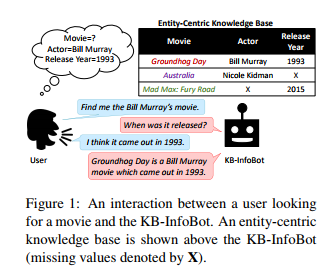 Entity-Centric Knowledge Base
Movie=?
Actor=Bill Murray
Release Year=1993
Movie Actor Release Year
Groundhog Day Bill Murray 1993
Australia Nicole Kidman X
Mad Max: Fury Road X 2015
Find me the Bill Murray's movie.
When was it released?
I think it came out in 1993.
Groundhog Day is a Bill Murray
movie which came out in 1993.
User
KB-InfoBot
Figure 1: An interaction between a user looking
for a movie and the KB-InfoBot. An entity-centric
knowledge base is shown above the KB-InfoBot
(missing values denoted by X).